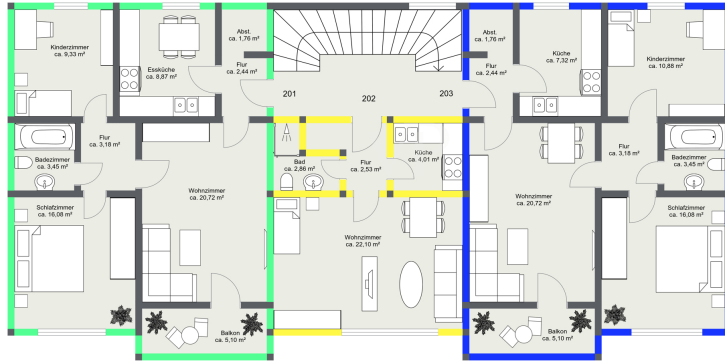 Kinderzimmer
ca. 9,33 m²
Essküche
ca. 8,87 m²
Abst.
ca. 1,76 m²
Flur
ca. 2,44 m²
Abst.
ca. 1,76 m²
Flur
ca. 2,44 m²
Küche
ca. 7,32 m²
Kinderzimmer
ca. 10,88 m²
201
202
203
Badezimmer
ca. 3,45 m²
Flur
ca. 3,18 m²
Bad
ca. 2,86 m²
Flur
ca. 2,53 m²
Küche
ca. 4,01 m²
Flur
ca. 3,18 m²
Badezimmer
ca. 3,45 m²
Schlafzimmer
ca. 16,08 m²
Wohnzimmer
ca. 20,72 m²
Wohnzimmer
ca. 22,10 m²
Wohnzimmer
ca. 20,72 m²
Schlafzimmer
ca. 16,08 m²
Balkon
ca. 5,10 m²
Balkon
ca. 5,10 m²